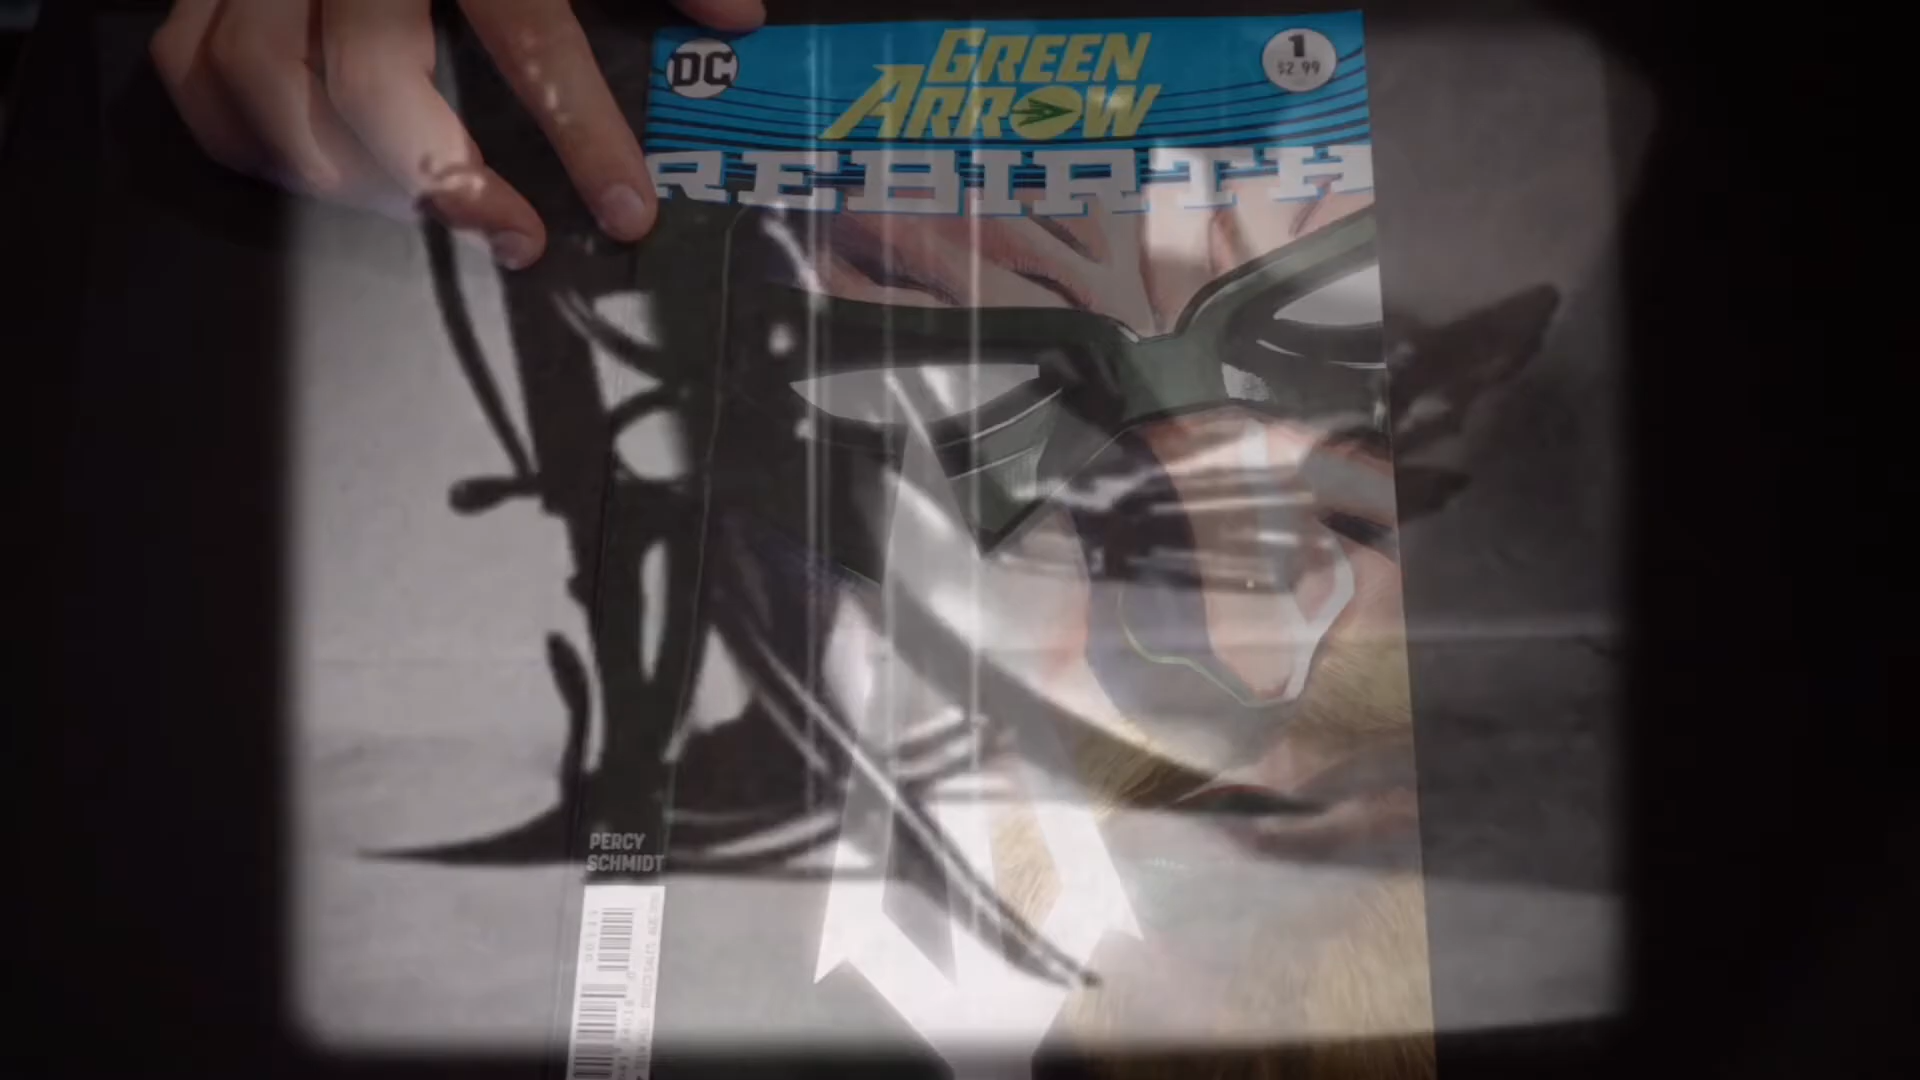 DC
GREEN
ARROW
1
$2.99
REBIRTH
PERCY
SCHMIDT